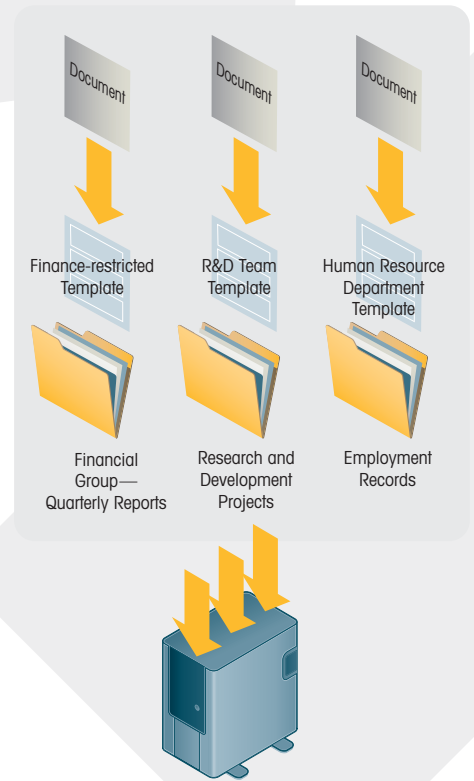 Document
Document
Document
Finance-restricted
Template
R&D Team
Template
Human Resource
Department
Template
Financial
Group—
Quarterly Reports
Research and
Development
Projects
Employment
Records